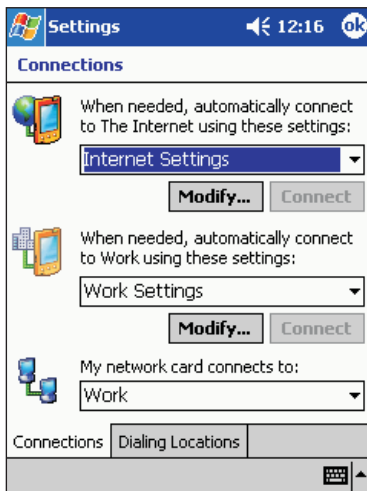 Settings 12:16 ok
Connections
When needed, automatically connect
to The Internet using these settings:
Internet Settings
Modify... Connect
When needed, automatically connect
to Work using these settings:
Work Settings
Modify... Connect
My network card connects to:
Work
Connections Dialing Locations